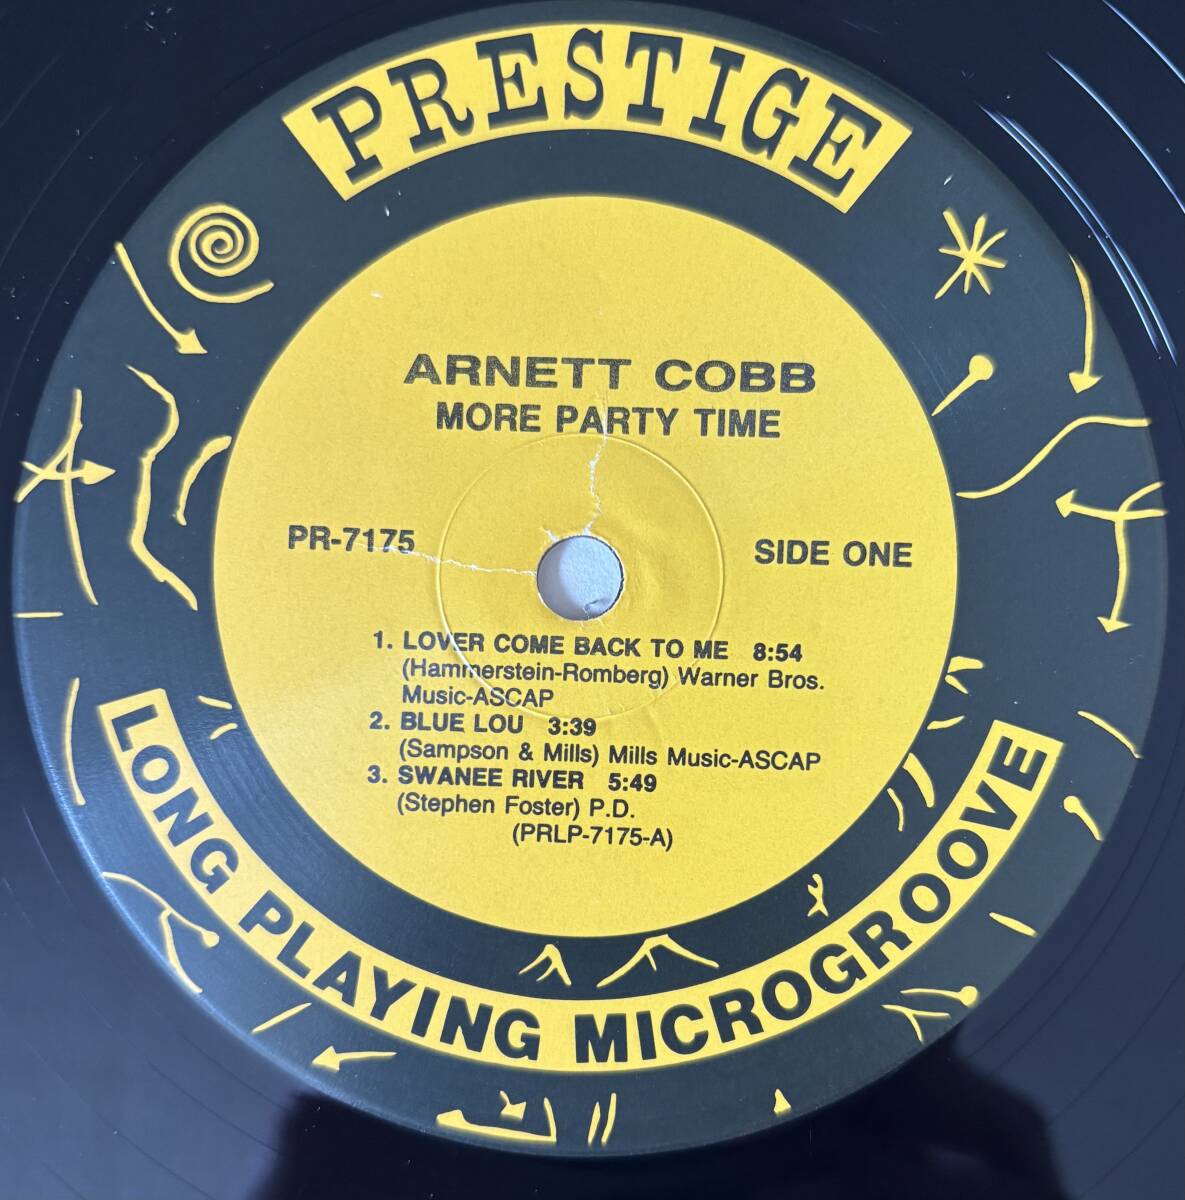 PRESTIGE
ARNETT COBB
MORE PARTY TIME
PR-7175
SIDE ONE
1. LOVER COME BACK TO ME 8:54
(Hammerstein-Romberg) Warner Bros.
Music-ASCAP
2. BLUE LOU 3:39
(Sampson & Mills) Mills Music-ASCAP
3. SWANEE RIVER 5:49
(Stephen Foster) P.D.
(PRLP-7175-A)
LONG PLAYING MICROGROOVE